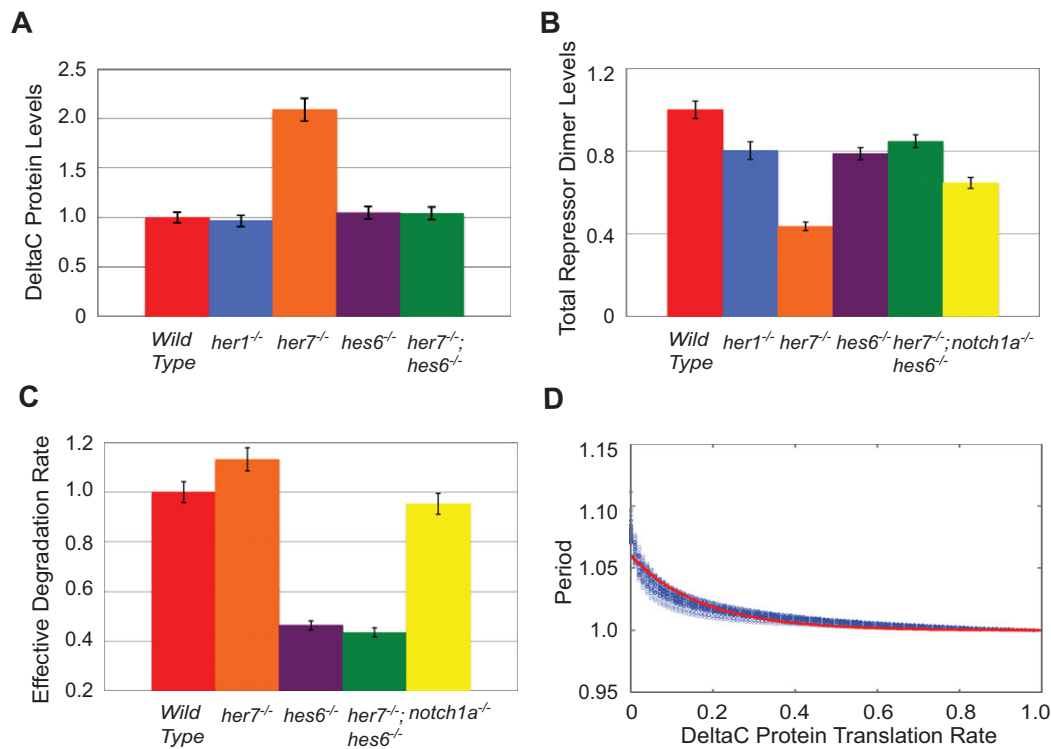 A
DeltaC Protein Levels
2.5
2.0
1.5
1.0
0.5
0
Wild Type
her1-/-
her7-/-
hes6-/-
her7-/-; hes6-/-
B
Total Repressor Dimer Levels
1.2
0.8
0.4
0
Wild Type
her1-/-
her7-/-
hes6-/-
her7-/-; hes6-/-
notch1a-/-
C
Effective Degradation Rate
1.2
1.0
0.8
0.6
0.4
0.2
Wild Type
her7-/-
hes6-/-
her7-/-; hes6-/-
notch1a-/-
D
Period
1.15
1.10
1.05
1.0
0.95
0 0.2 0.4 0.6 0.8 1.0
DeltaC Protein Translation Rate